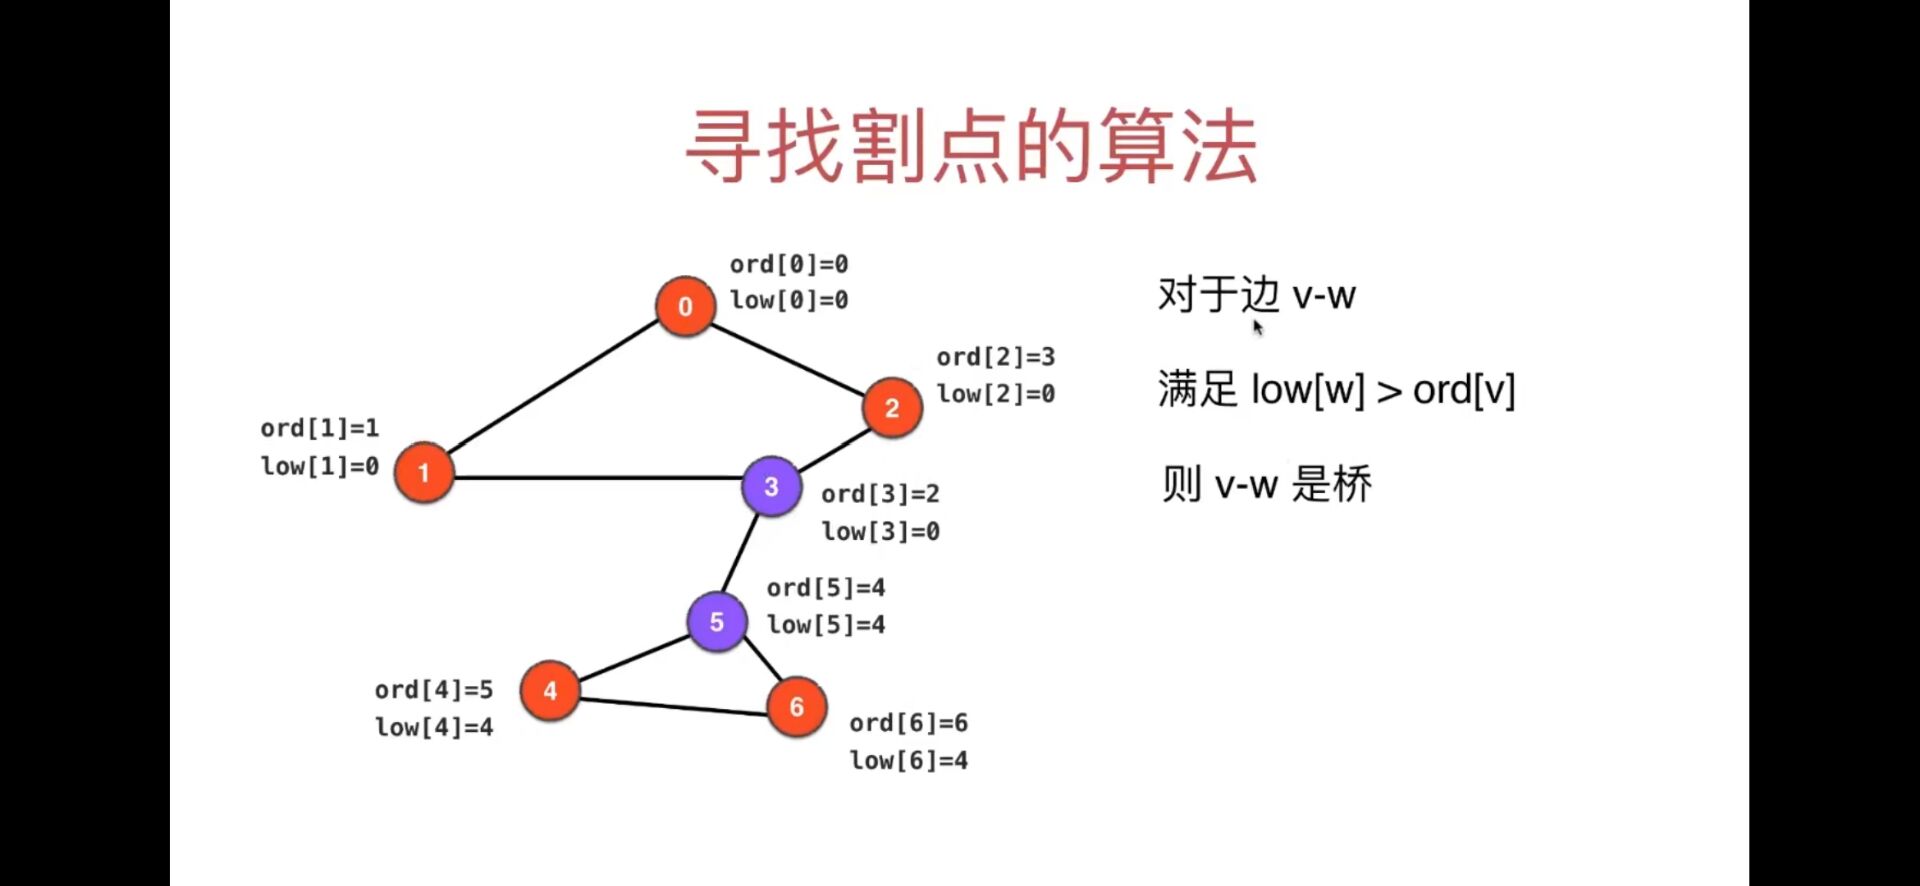 寻找割点的算法
ord[0]=0
low[0]=0
0
对于边 v-w
ord[2]=3
low[2]=0
2
满足 low[w] > ord[v]
ord[1]=1
low[1]=0
1
3
ord[3]=2
low[3]=0
则 v-w 是桥
ord[5]=4
low[5]=4
5
ord[4]=5
low[4]=4
4
6
ord[6]=6
low[6]=4